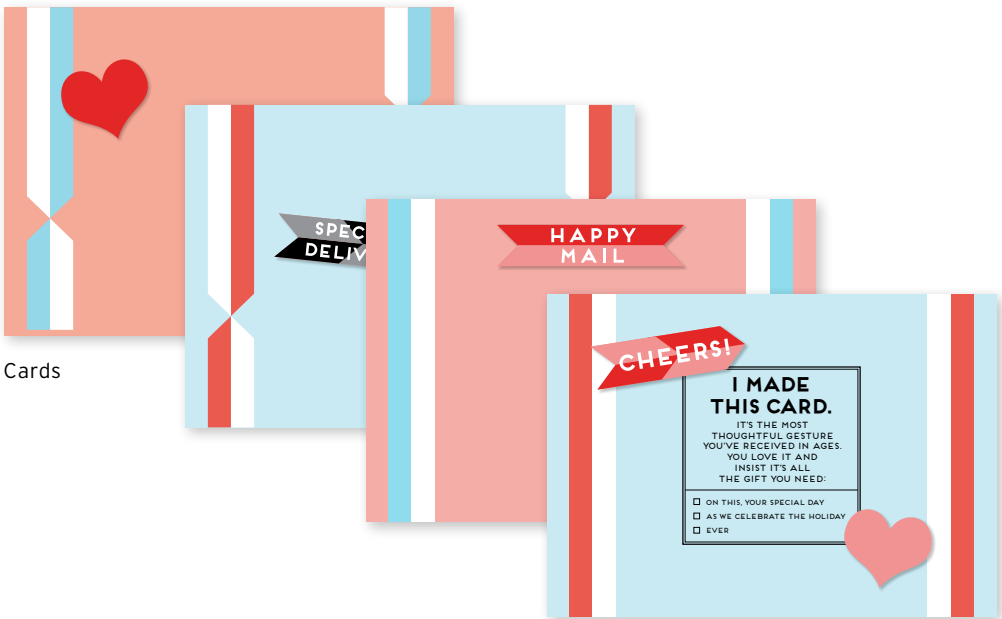 SPEC
DELIV
HAPPY
MAIL
Cards
CHEERS!
I MADE
THIS CARD.
IT'S THE MOST
THOUGHTFUL GESTURE
YOU'VE RECEIVED IN AGES.
YOU LOVE IT AND
INSIST IT'S ALL
THE GIFT YOU NEED:
ON THIS, YOUR SPECIAL DAY
AS WE CELEBRATE THE HOLIDAY
EVER